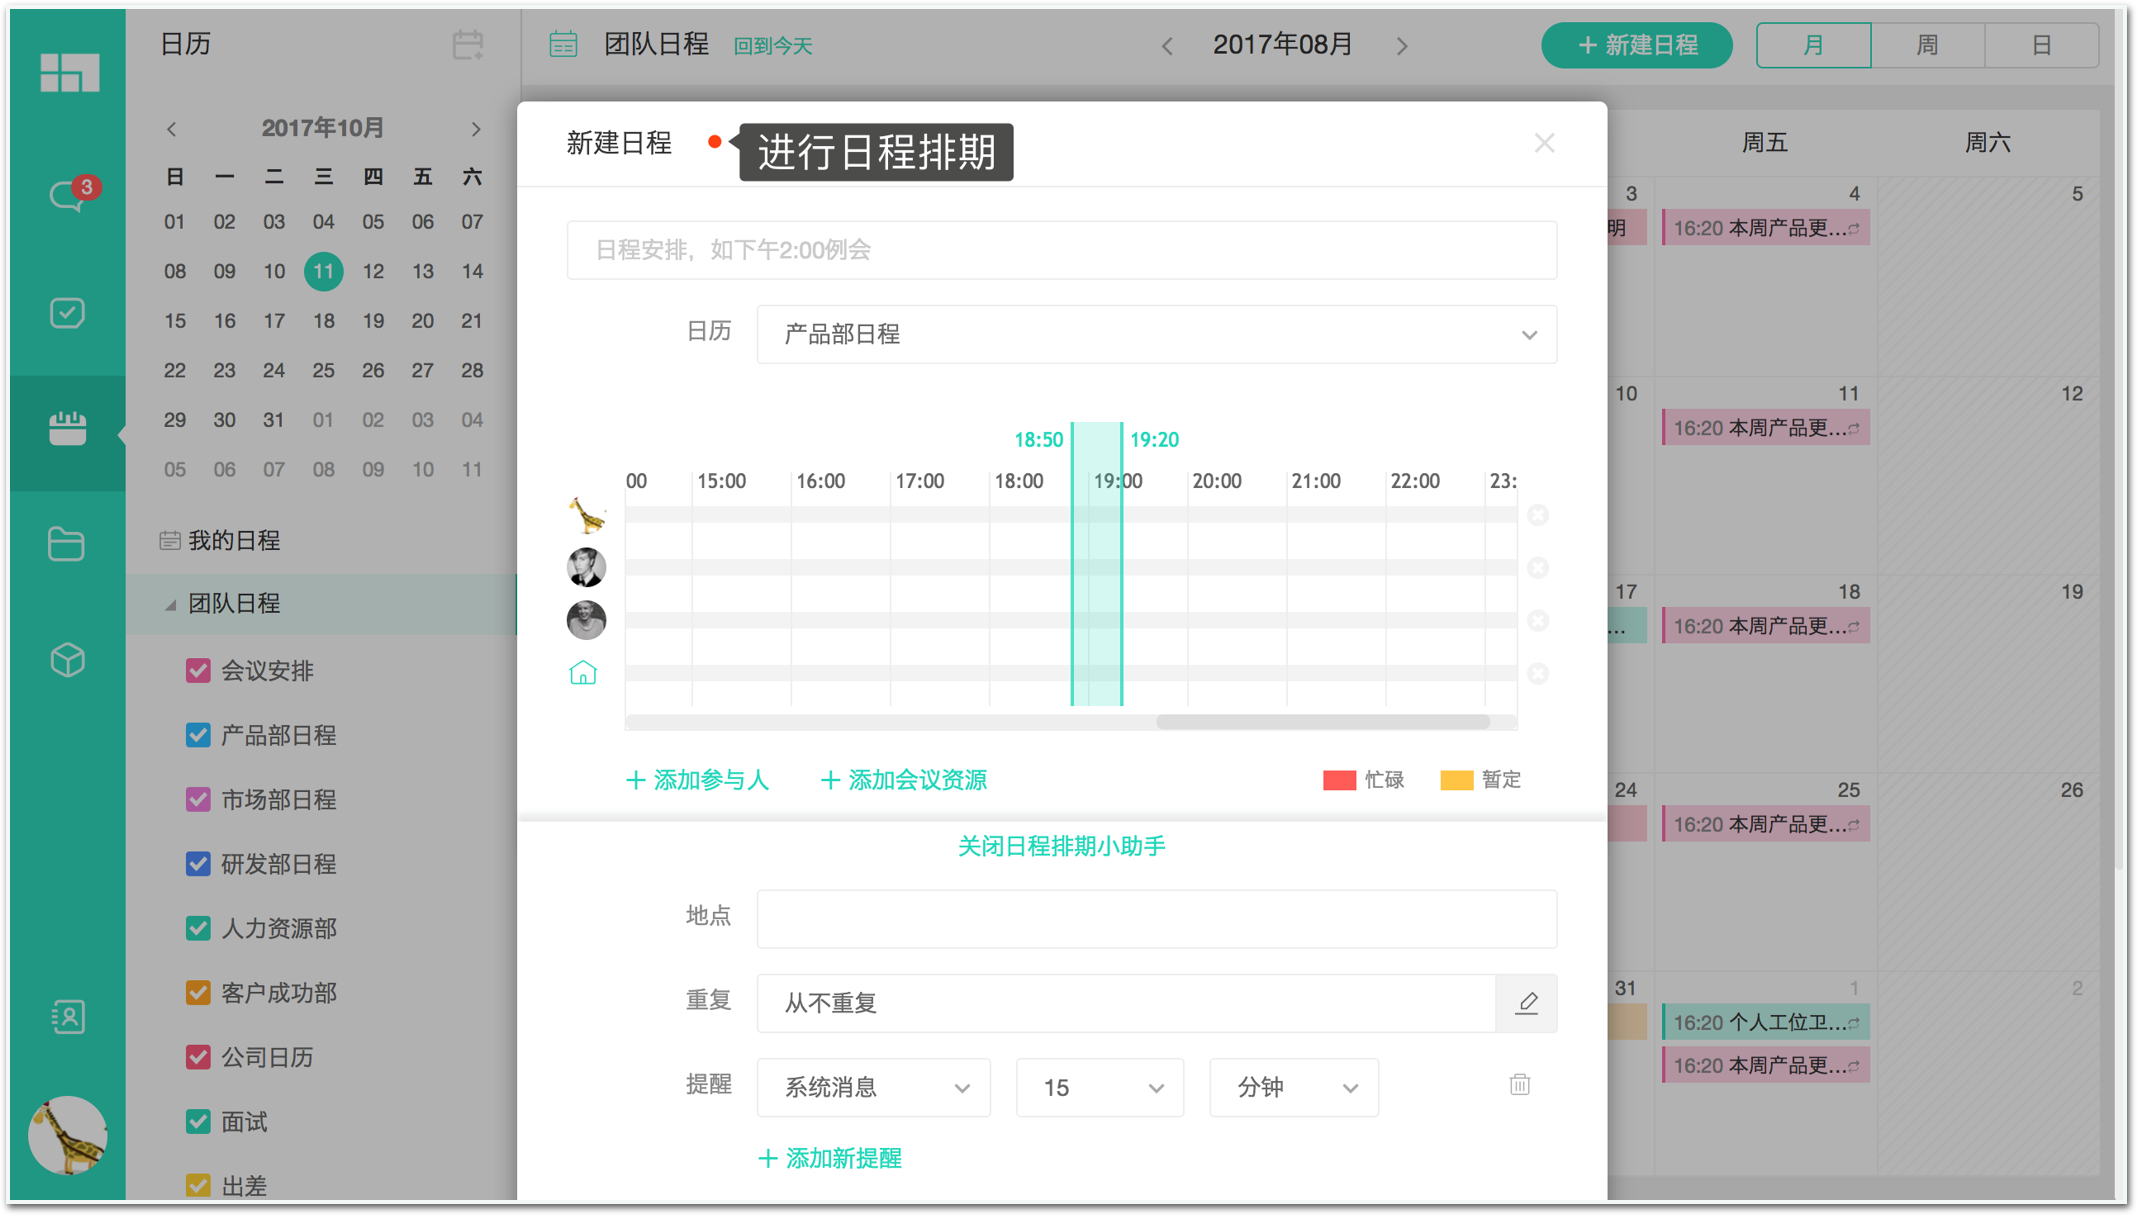 日历
团队日程 回到今天
2017年08月
+ 新建日程
月 周 日
3
2017年10月
日 一 二 三 四 五 六
01 02 03 04 05 06 07
08 09 10 11 12 13 14
15 16 17 18 19 20 21
22 23 24 25 26 27 28
29 30 31 01 02 03 04
05 06 07 08 09 10 11
我的日程
团队日程
会议安排
产品部日程
市场部日程
研发部日程
人力资源部
客户成功部
公司日历
面试
出差
新建日程
进行日程排期
日程安排，如下午2:00例会
日历 产品部日程
18:50 19:20
00 15:00 16:00 17:00 18:00 19:00 20:00 21:00 22:00 23:
+ 添加参与人 + 添加会议资源 忙碌 暂定
关闭日程排期小助手
地点
重复 从不重复
提醒 系统消息 15 分钟
+ 添加新提醒
周五 周六
3 4 5
明 16:20 本周产品更...
10 11 12
16:20 本周产品更...
17 18 19
... 16:20 本周产品更...
24 25 26
16:20 本周产品更...
31 1 2
16:20 个人工位卫...
16:20 本周产品更...